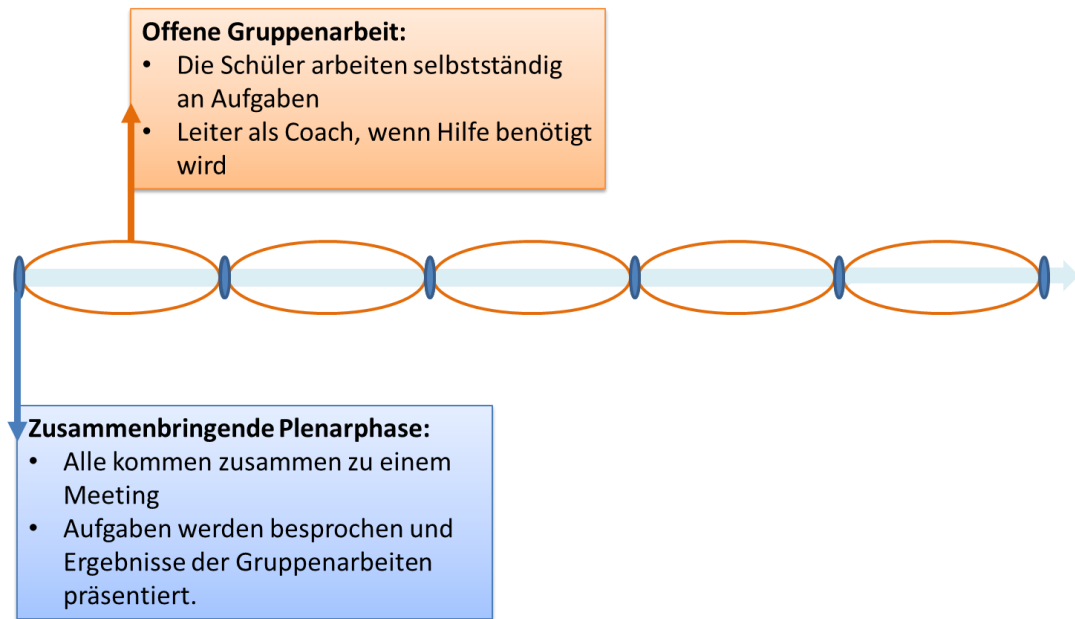 Offene Gruppenarbeit:
• Die Schüler arbeiten selbstständig
an Aufgaben
• Leiter als Coach, wenn Hilfe benötigt
wird
Zusammenbringende Plenarphase:
• Alle kommen zusammen zu einem
Meeting
• Aufgaben werden besprochen und
Ergebnisse der Gruppenarbeiten
präsentiert.